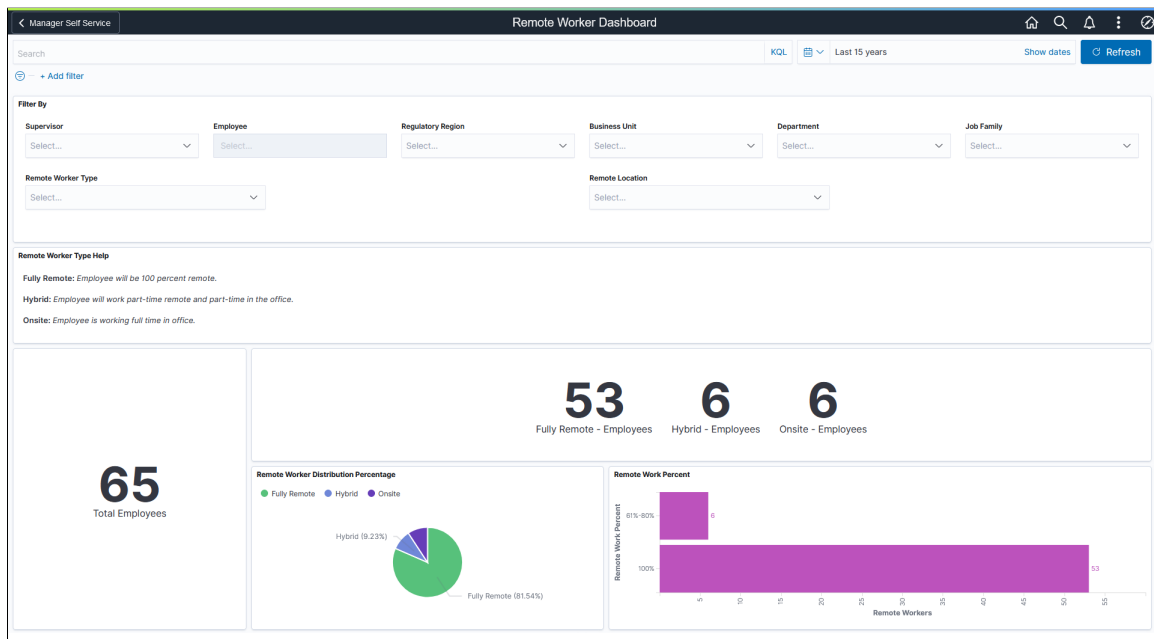 Manager Self Service
Remote Worker Dashboard
Search
KQL
Last 15 years
Show dates
Refresh
+ Add filter
Filter By
Supervisor
Employee
Regulatory Region
Business Unit
Department
Job Family
Select...
Select...
Select...
Select...
Select...
Select...
Remote Worker Type
Remote Location
Select...
Select...
Remote Worker Type Help
Fully Remote: Employee will be 100 percent remote.
Hybrid: Employee will work part-time remote and part-time in the office.
Onsite: Employee is working full time in office.
65
Total Employees
53
Fully Remote - Employees
6
Hybrid - Employees
6
Onsite - Employees
Remote Worker Distribution Percentage
Fully Remote
Hybrid
Onsite
Hybrid (9.23%)
Fully Remote (81.54%)
Remote Work Percent
Remote Work Percent
61%-80%
6
100%
53
5
10
15
20
25
30
35
40
45
50
55
Remote Workers